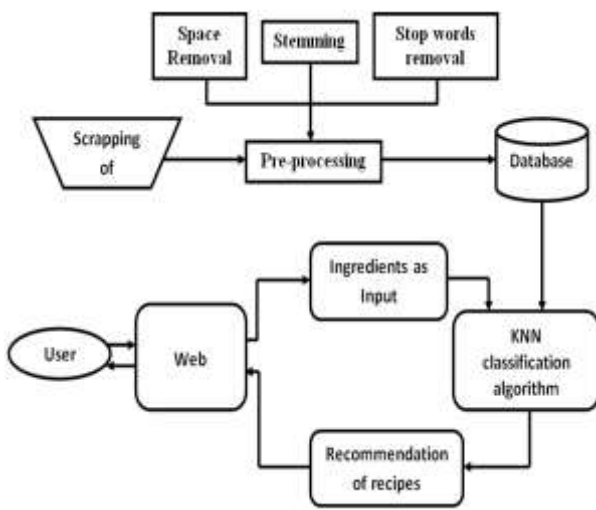 Space
Removal
Stemming
Stop words
removal
Scrapping
of
Pre-processing
Database
Ingredients as
Input
User
Web
KNN
classification
algorithm
Recommendation
of recipes